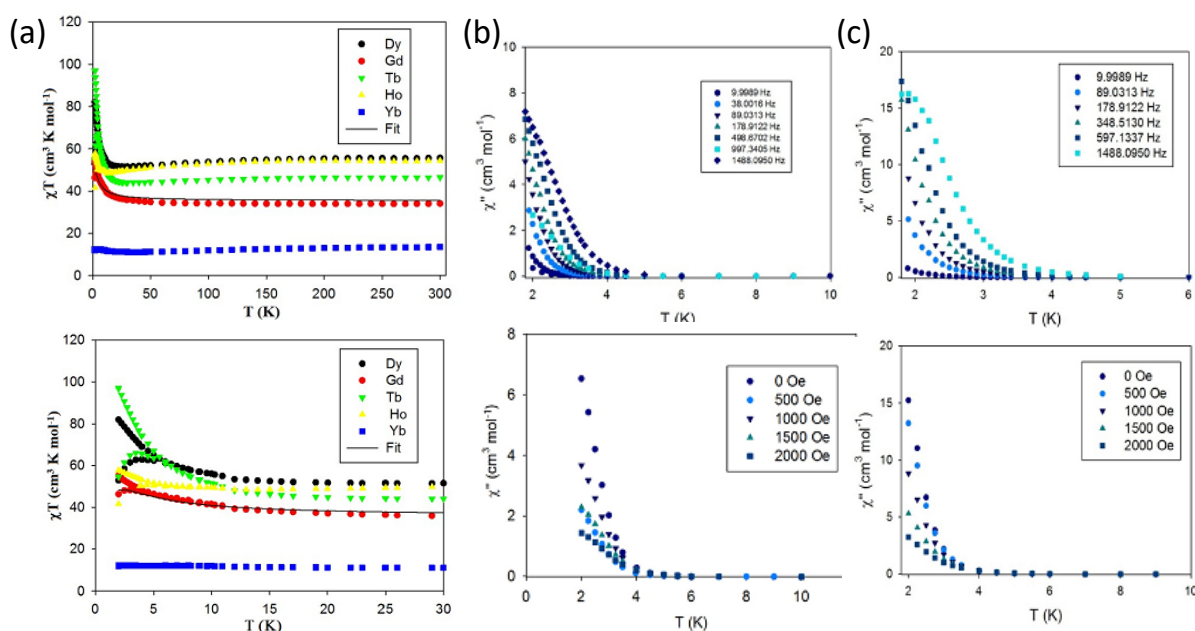 (a)
120
100
80
60
40
20
0
χT (cm³ K mol⁻¹)
0 50 100 150 200 250 300
T (K)
Dy
Gd
Tb
Ho
Yb
Fit
(b)
10
8
6
4
2
0
χ'' (cm³ mol⁻¹)
2 4 6 8 10
T (K)
9.9989 Hz
38.0016 Hz
89.0313 Hz
178.9122 Hz
498.6702 Hz
997.3405 Hz
1488.0950 Hz
(c)
20
15
10
5
0
χ'' (cm³ mol⁻¹)
2 3 4 5 6
T (K)
9.9989 Hz
89.0313 Hz
178.9122 Hz
348.5130 Hz
597.1337 Hz
1488.0950 Hz
120
100
80
60
40
20
0
χT (cm³ K mol⁻¹)
0 5 10 15 20 25 30
T (K)
Dy
Gd
Tb
Ho
Yb
Fit
8
6
4
2
0
χ'' (cm³ mol⁻¹)
0 2 4 6 8 10
T (K)
0 Oe
500 Oe
1000 Oe
1500 Oe
2000 Oe
20
15
10
5
0
χ'' (cm³ mol⁻¹)
2 4 6 8 10
T (K)
0 Oe
500 Oe
1000 Oe
1500 Oe
2000 Oe